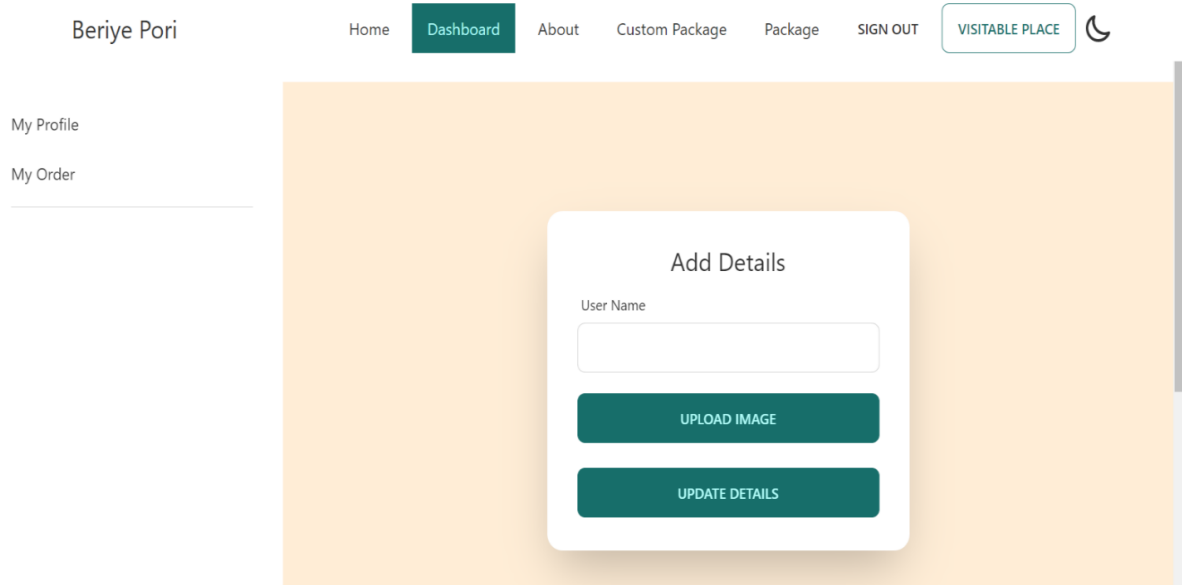 Beriye Pori
Home Dashboard About Custom Package Package SIGN OUT VISITABLE PLACE
My Profile
My Order
Add Details
User Name
UPLOAD IMAGE
UPDATE DETAILS